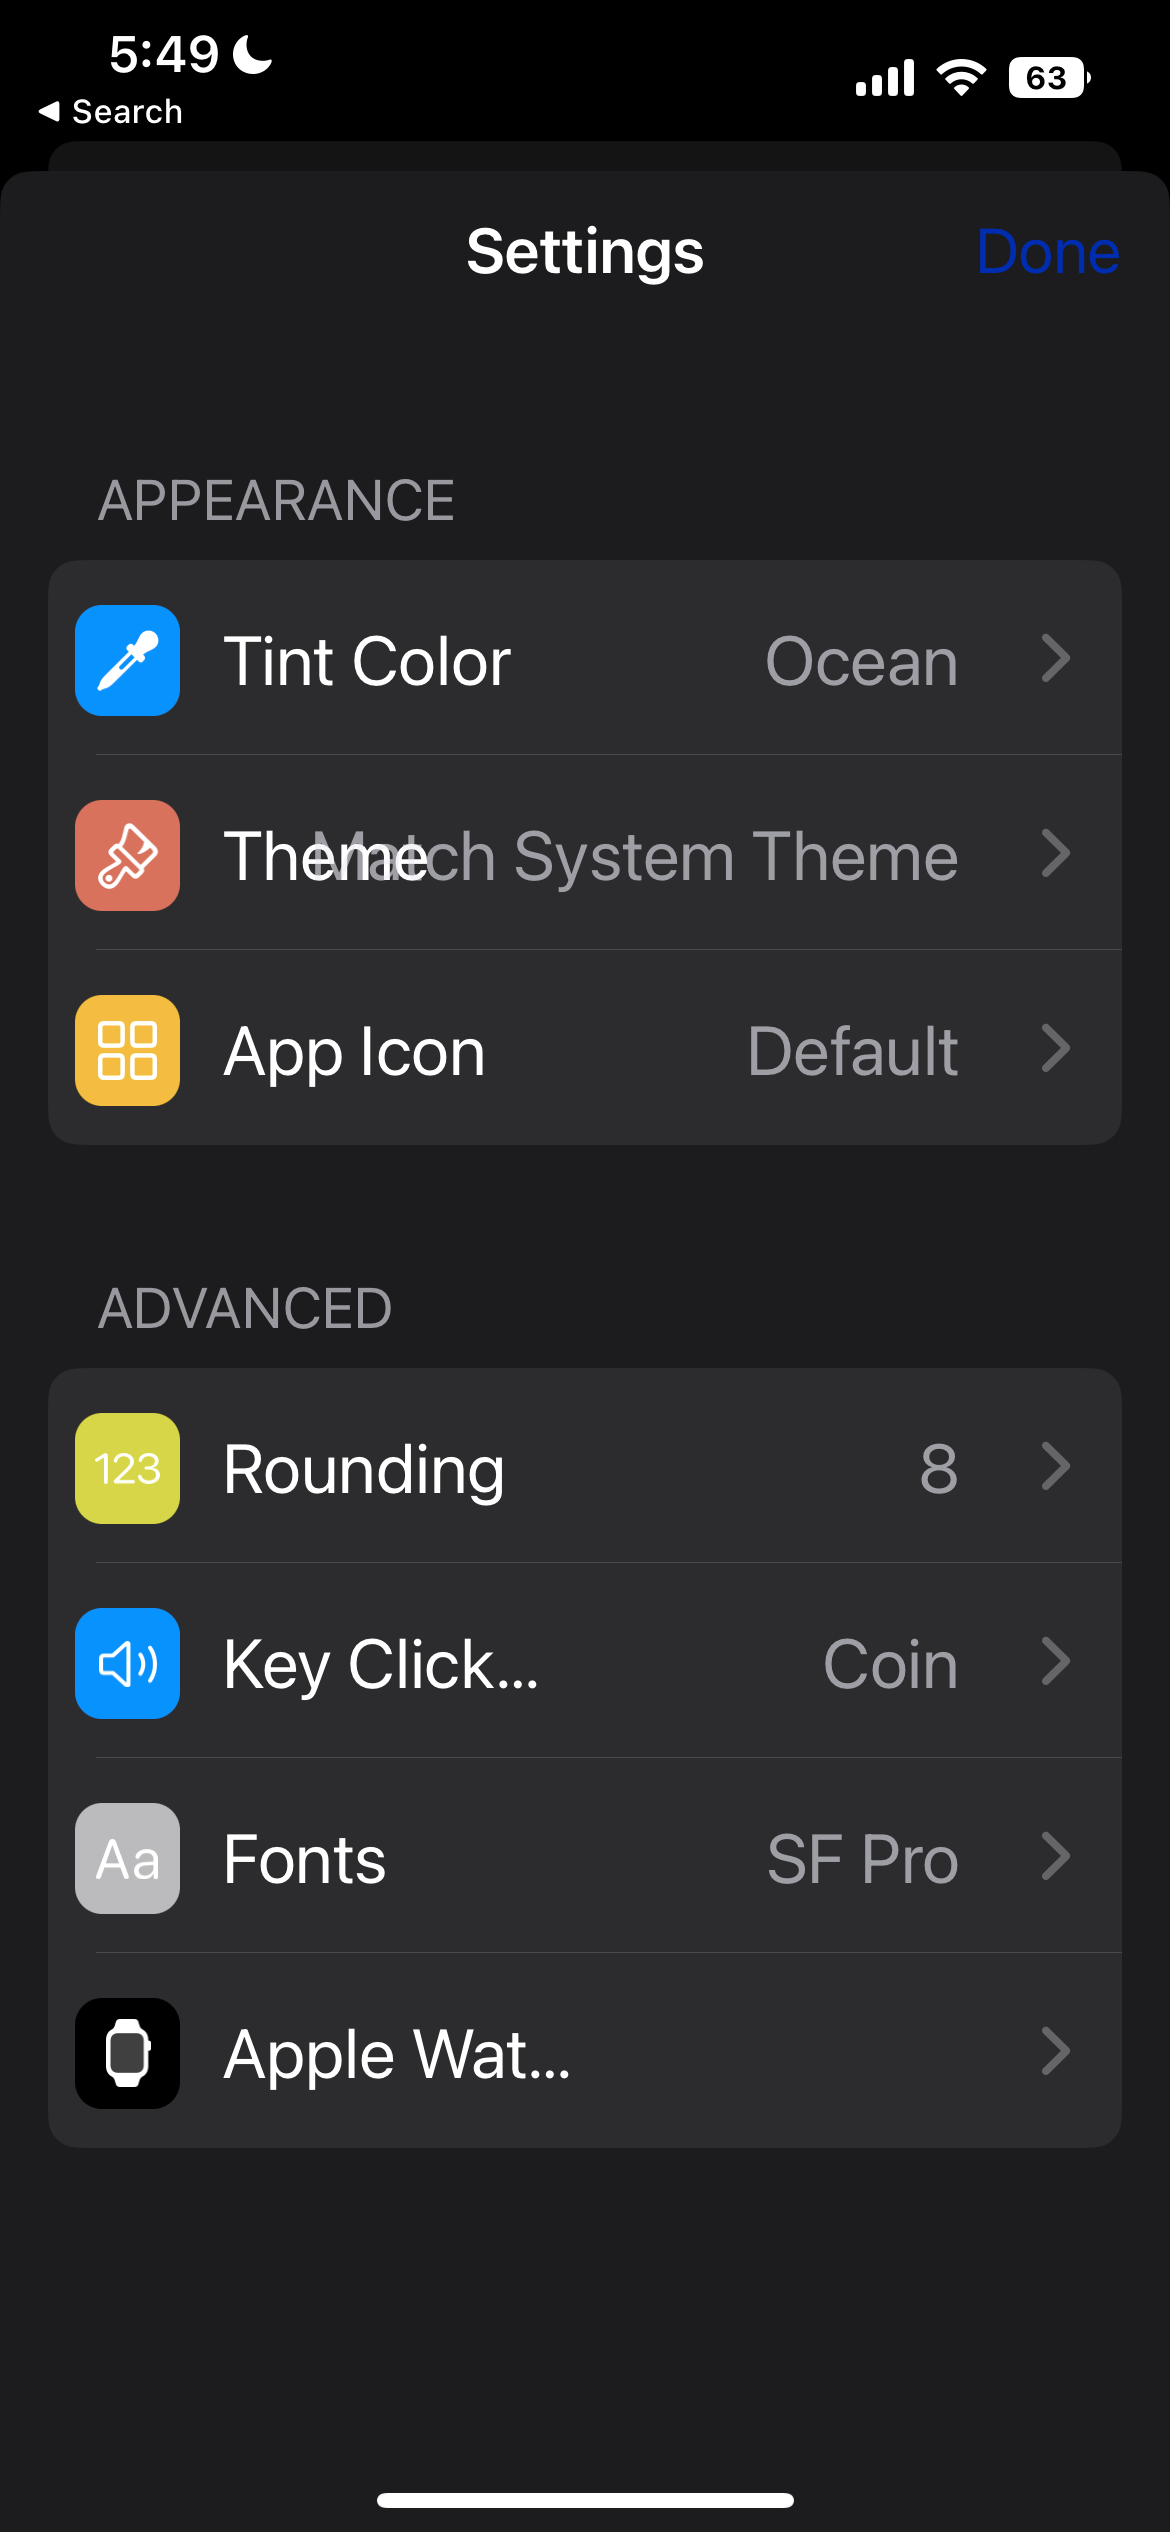 5:49
63
Search
Settings
Done
APPEARANCE
Tint Color Ocean
Theme Match System Theme
App Icon Default
ADVANCED
123 Rounding 8
Key Click... Coin
Aa Fonts SF Pro
Apple Wat...